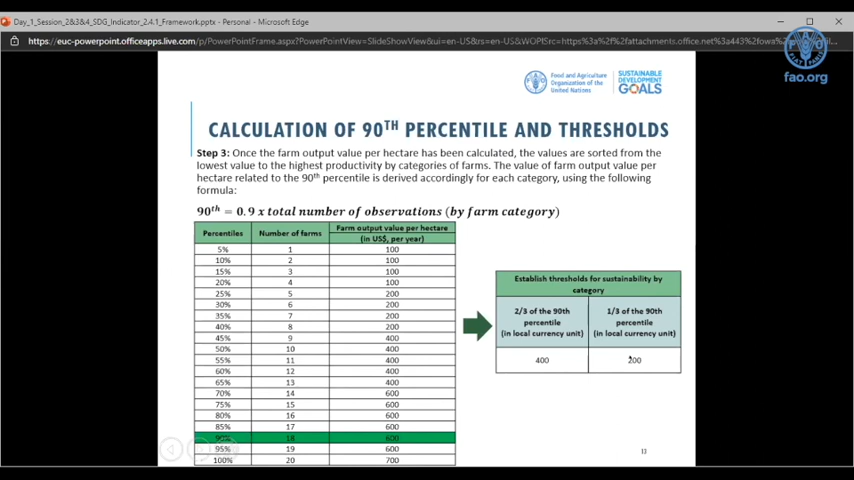 Day_1_Session_2&3&4_SDG_Indicator_2.4.1_Framework.pptx - Personal - Microsoft Edge
https://euc-powerpoint.officeapps.live.com/p/PowerPointFrame.aspx?PowerPointView=SlideShowView&ui=en-US&rs=en-US&WOPISrc=https%3a%2f%2fattachments.office.net%3a443%2fowa%2
fao.org
Food and Agriculture
Organization of the
United Nations
SUSTAINABLE
DEVELOPMENT
GOALS
CALCULATION OF 90TH PERCENTILE AND THRESHOLDS
Step 3: Once the farm output value per hectare has been calculated, the values are sorted from the
lowest value to the highest productivity by categories of farms. The value of farm output value per
hectare related to the 90th percentile is derived accordingly for each category, using the following
formula:
90th = 0.9 x total number of observations (by farm category)
Percentiles Number of farms Farm output value per hectare
(in US$, per year)
5% 1 100
10% 2 100
15% 3 100
20% 4 100
25% 5 200
30% 6 200
35% 7 200
40% 8 200
45% 9 400
50% 10 400
55% 11 400
60% 12 400
65% 13 400
70% 14 600
75% 15 600
80% 16 600
85% 17 600
90% 18 600
95% 19 600
100% 20 700
Establish thresholds for sustainability by
category
2/3 of the 90th
percentile
(in local currency unit)
1/3 of the 90th
percentile
(in local currency unit)
400 200